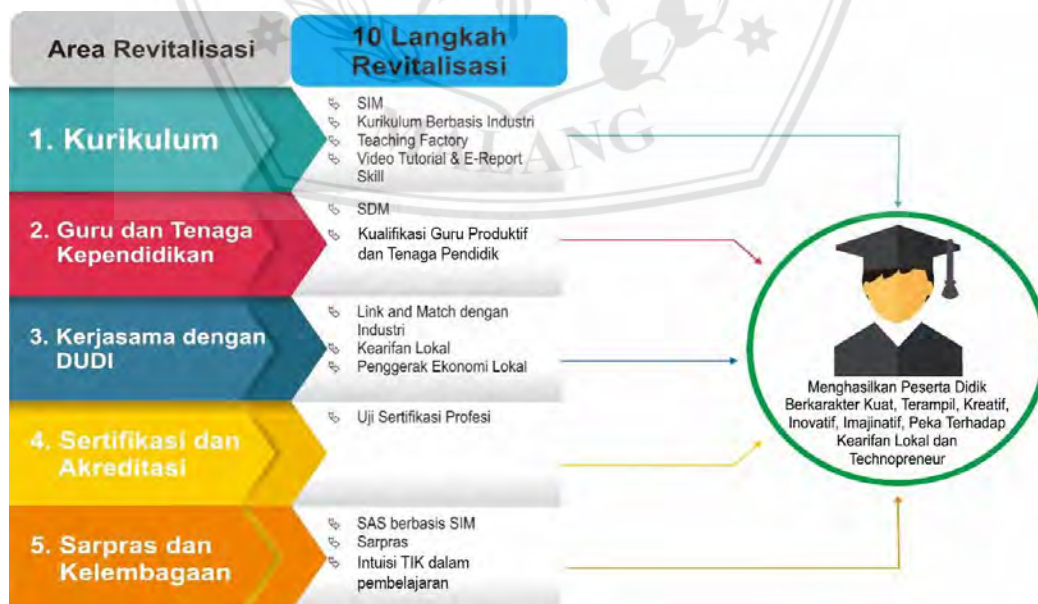 Area Revitalisasi
10 Langkah
Revitalisasi
1. Kurikulum
SIM
Kurikulum Berbasis Industri
Teaching Factory
Video Tutorial & E-Report
Skill
2. Guru dan Tenaga
Kependidikan
SDM
Kualifikasi Guru Produktif
dan Tenaga Pendidik
3. Kerjasama dengan
DUDI
Link and Match dengan
Industri
Kearifan Lokal
Penggerak Ekonomi Lokal
4. Sertifikasi dan
Akreditasi
Uji Sertifikasi Profesi
5. Sarpras dan
Kelembagaan
SAS berbasis SIM
Sarpras
Intuisi TIK dalam
pembelajaran
Menghasilkan Peserta Didik
Berkarakter Kuat, Terampil, Kreatif,
Inovatif, Imajinatif, Peka Terhadap
Kearifan Lokal dan
Technopreneur
MALANG